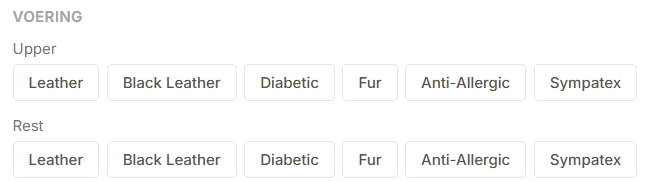 VOERING
Upper
Leather Black Leather Diabetic Fur Anti-Allergic Sympatex
Rest
Leather Black Leather Diabetic Fur Anti-Allergic Sympatex